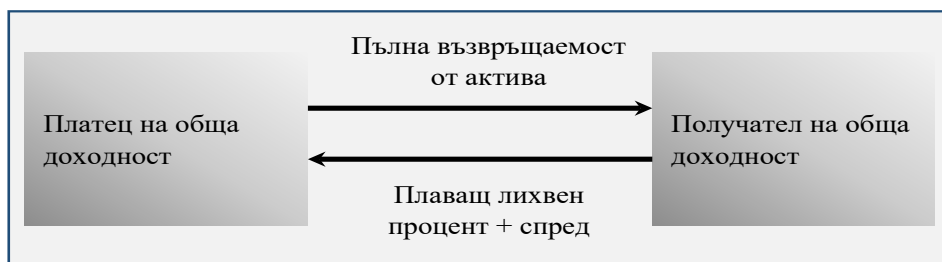 Пълна възвръщаемост
от актива
Платец на обща
доходност
Получател на обща
доходност
Плаващ лихвен
процент + спред